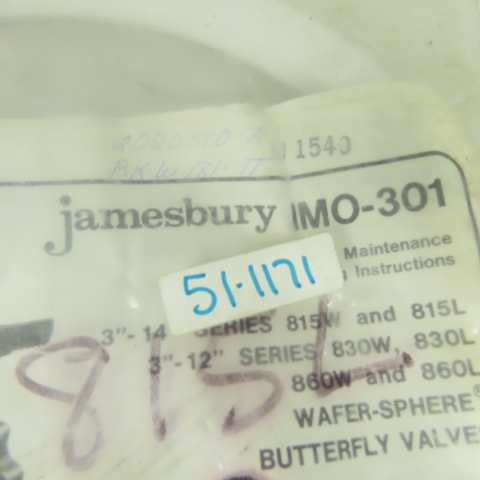 1540
jamesbury IMO-301
Maintenance
Instructions
51-1171
3"-14 SERIES 815W and 815L
3"-12" SERIES 830W, 830L
860W and 860L
WAFER-SPHERE®
BUTTERFLY VALVE
815L